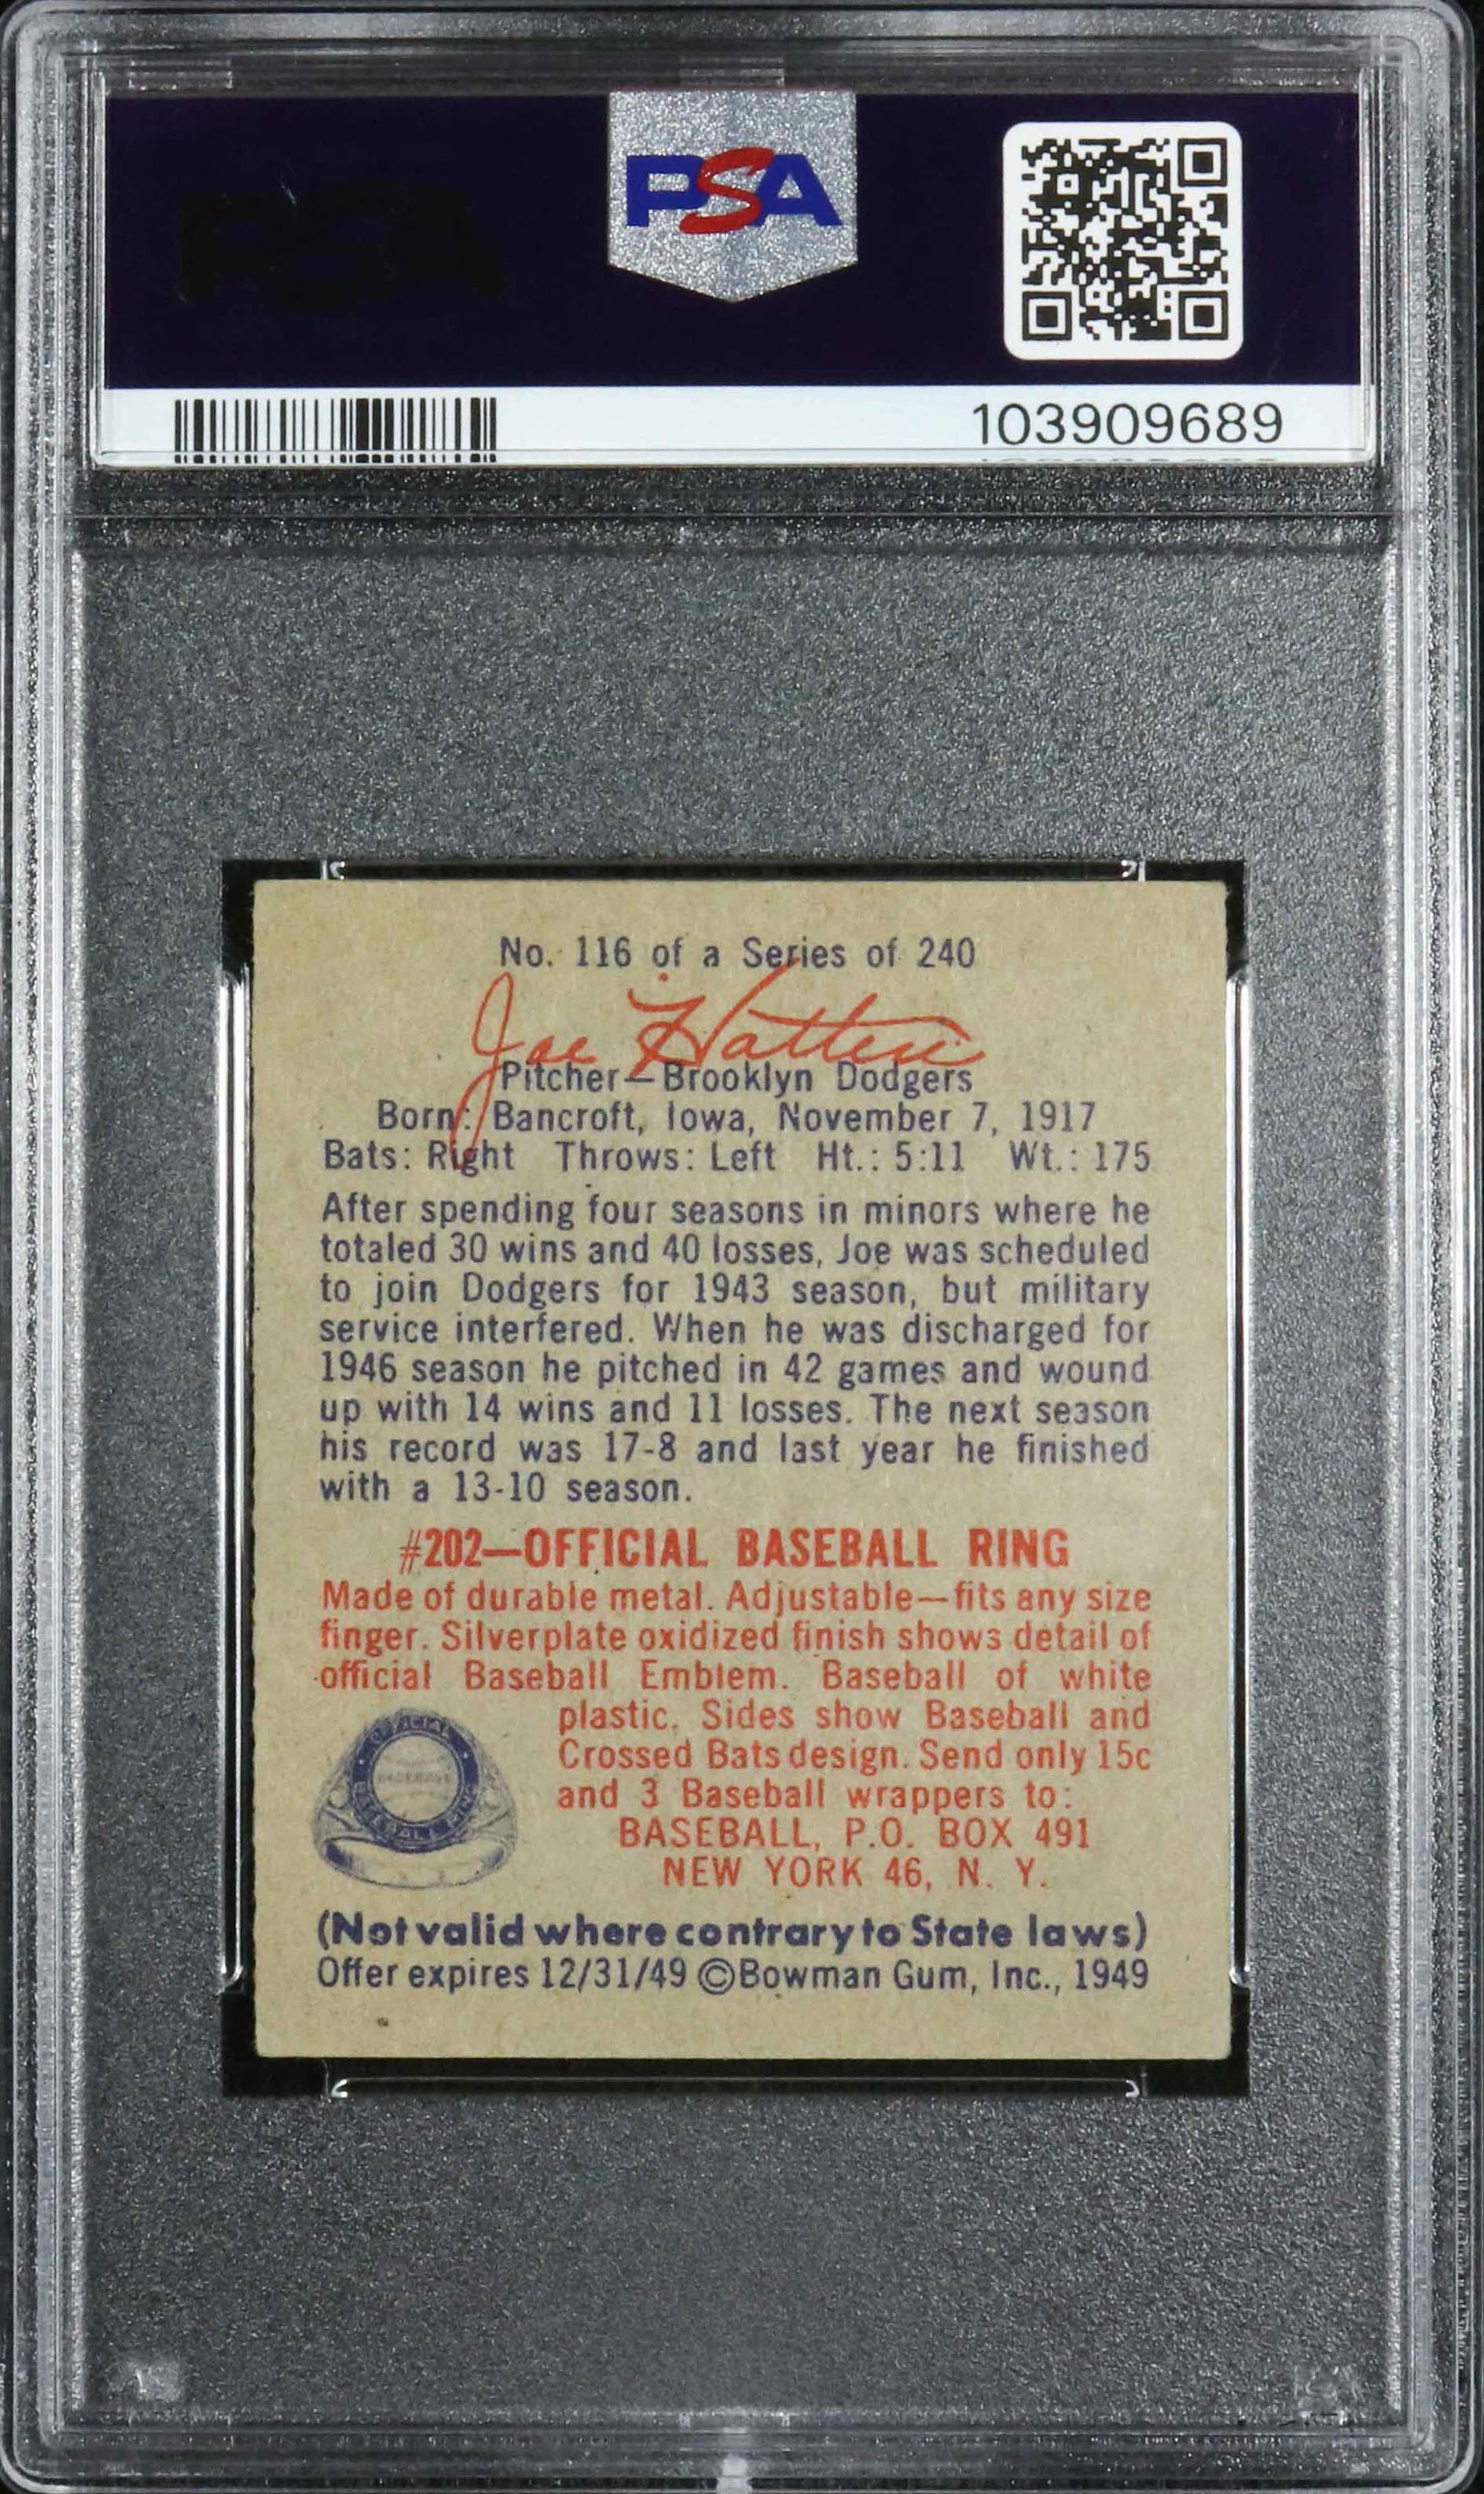 PSA
103909689
No. 116 of a Series of 240
Joe Hatten
Pitcher—Brooklyn Dodgers
Born: Bancroft, Iowa, November 7, 1917
Bats: Right Throws: Left Ht.: 5:11 Wt.: 175
After spending four seasons in minors where he
totaled 30 wins and 40 losses, Joe was scheduled
to join Dodgers for 1943 season, but military
service interfered. When he was discharged for
1946 season he pitched in 42 games and wound
up with 14 wins and 11 losses. The next season
his record was 17-8 and last year he finished
with a 13-10 season.
#202—OFFICIAL BASEBALL RING
Made of durable metal. Adjustable—fits any size
finger. Silverplate oxidized finish shows detail of
official Baseball Emblem. Baseball of white
plastic. Sides show Baseball and
Crossed Bats design. Send only 15c
and 3 Baseball wrappers to:
BASEBALL, P.O. BOX 491
NEW YORK 46, N. Y.
OFFICIAL
(Not valid where contrary to State laws)
Offer expires 12/31/49 ©Bowman Gum, Inc., 1949